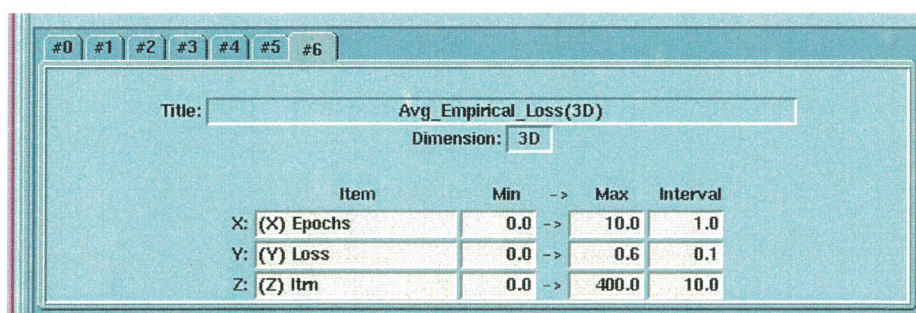 #0 #1 #2 #3 #4 #5 #6
Title: Avg_Empirical_Loss(3D)
Dimension: 3D
Item Min -> Max Interval
X: (X) Epochs 0.0 -> 10.0 1.0
Y: (Y) Loss 0.0 -> 0.6 0.1
Z: (Z) Itrn 0.0 -> 400.0 10.0